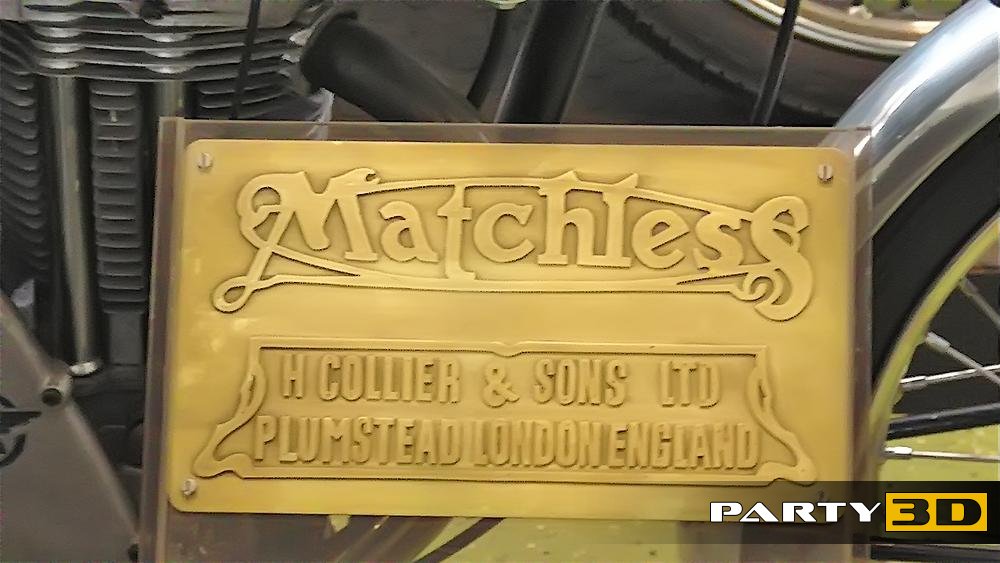 Matchless
H COLLIER & SONS LTD
PLUMSTEAD LONDON ENGLAND
PARTY 3D